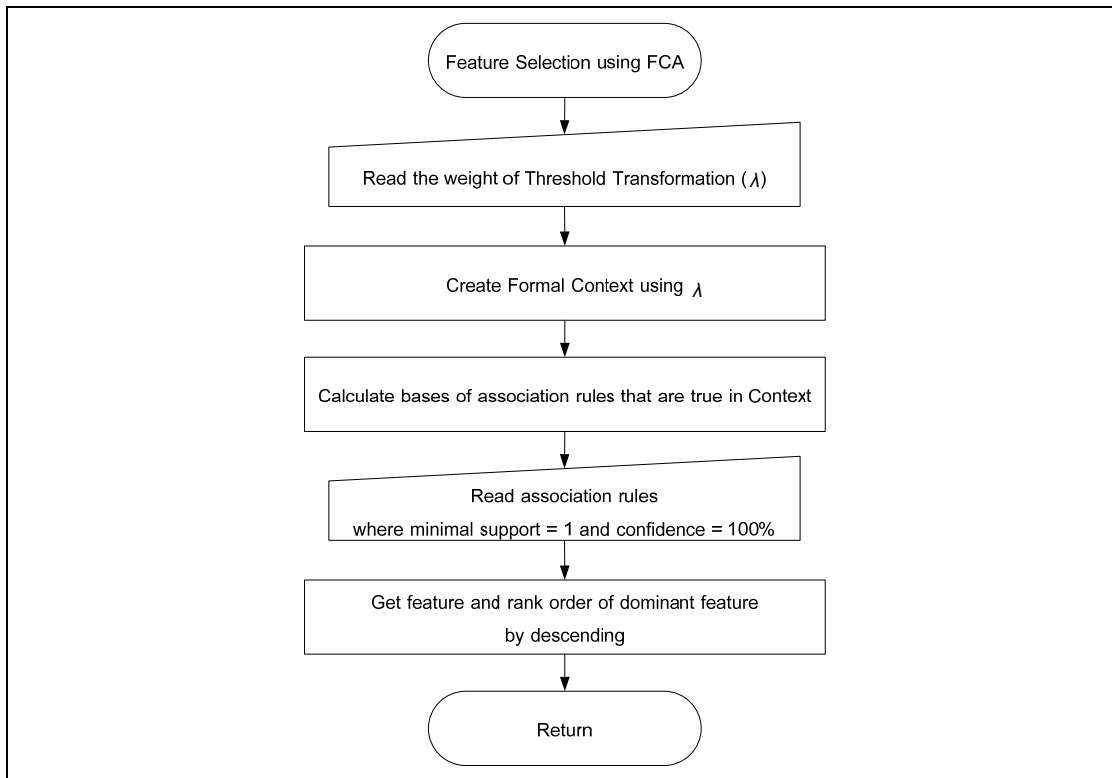 Feature Selection using FCA
Read the weight of Threshold Transformation (λ)
Create Formal Context using λ
Calculate bases of association rules that are true in Context
Read association rules
where minimal support = 1 and confidence = 100%
Get feature and rank order of dominant feature
by descending
Return